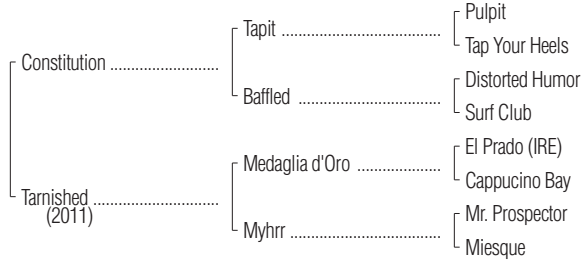 Pulpit
Tapit ..........................................
Tap Your Heels
Constitution .............................
Distorted Humor
Baffled ......................................
Surf Club
El Prado (IRE)
Medaglia d'Oro ......................
Cappucino Bay
Tarnished .................................
(2011)
Mr. Prospector
Myhrr ........................................
Miesque